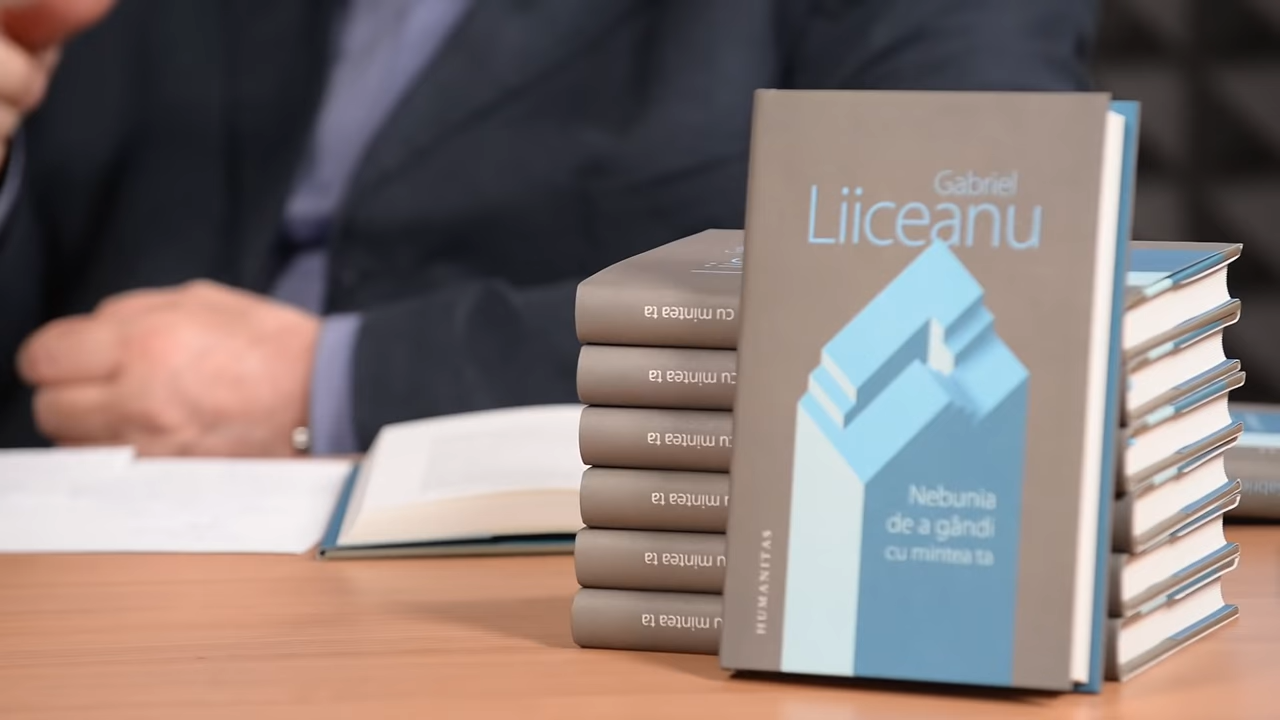 Gabriel
Liiceanu
Nebunia
de a gândi
cu mintea ta
HUMANITAS
cu mintea ta
cu mintea ta
cu mintea ta
cu mintea ta
cu mintea ta
cu mintea ta